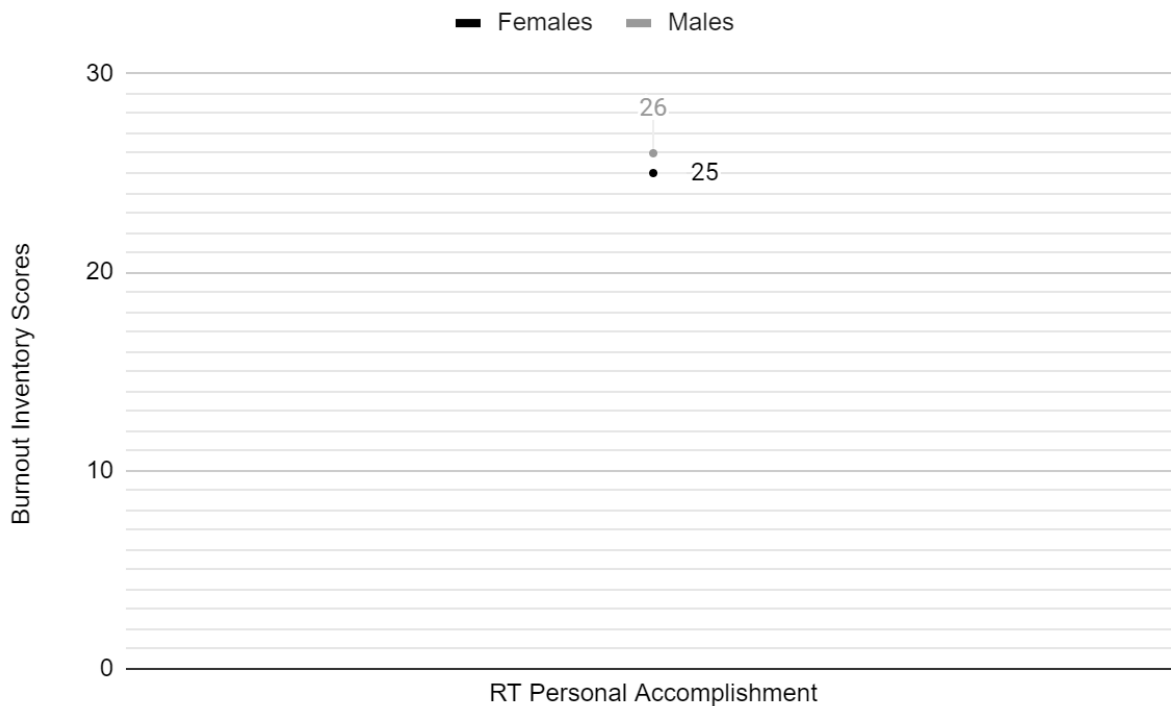 Females Males
30
26
25
20
Burnout Inventory Scores
10
0
RT Personal Accomplishment